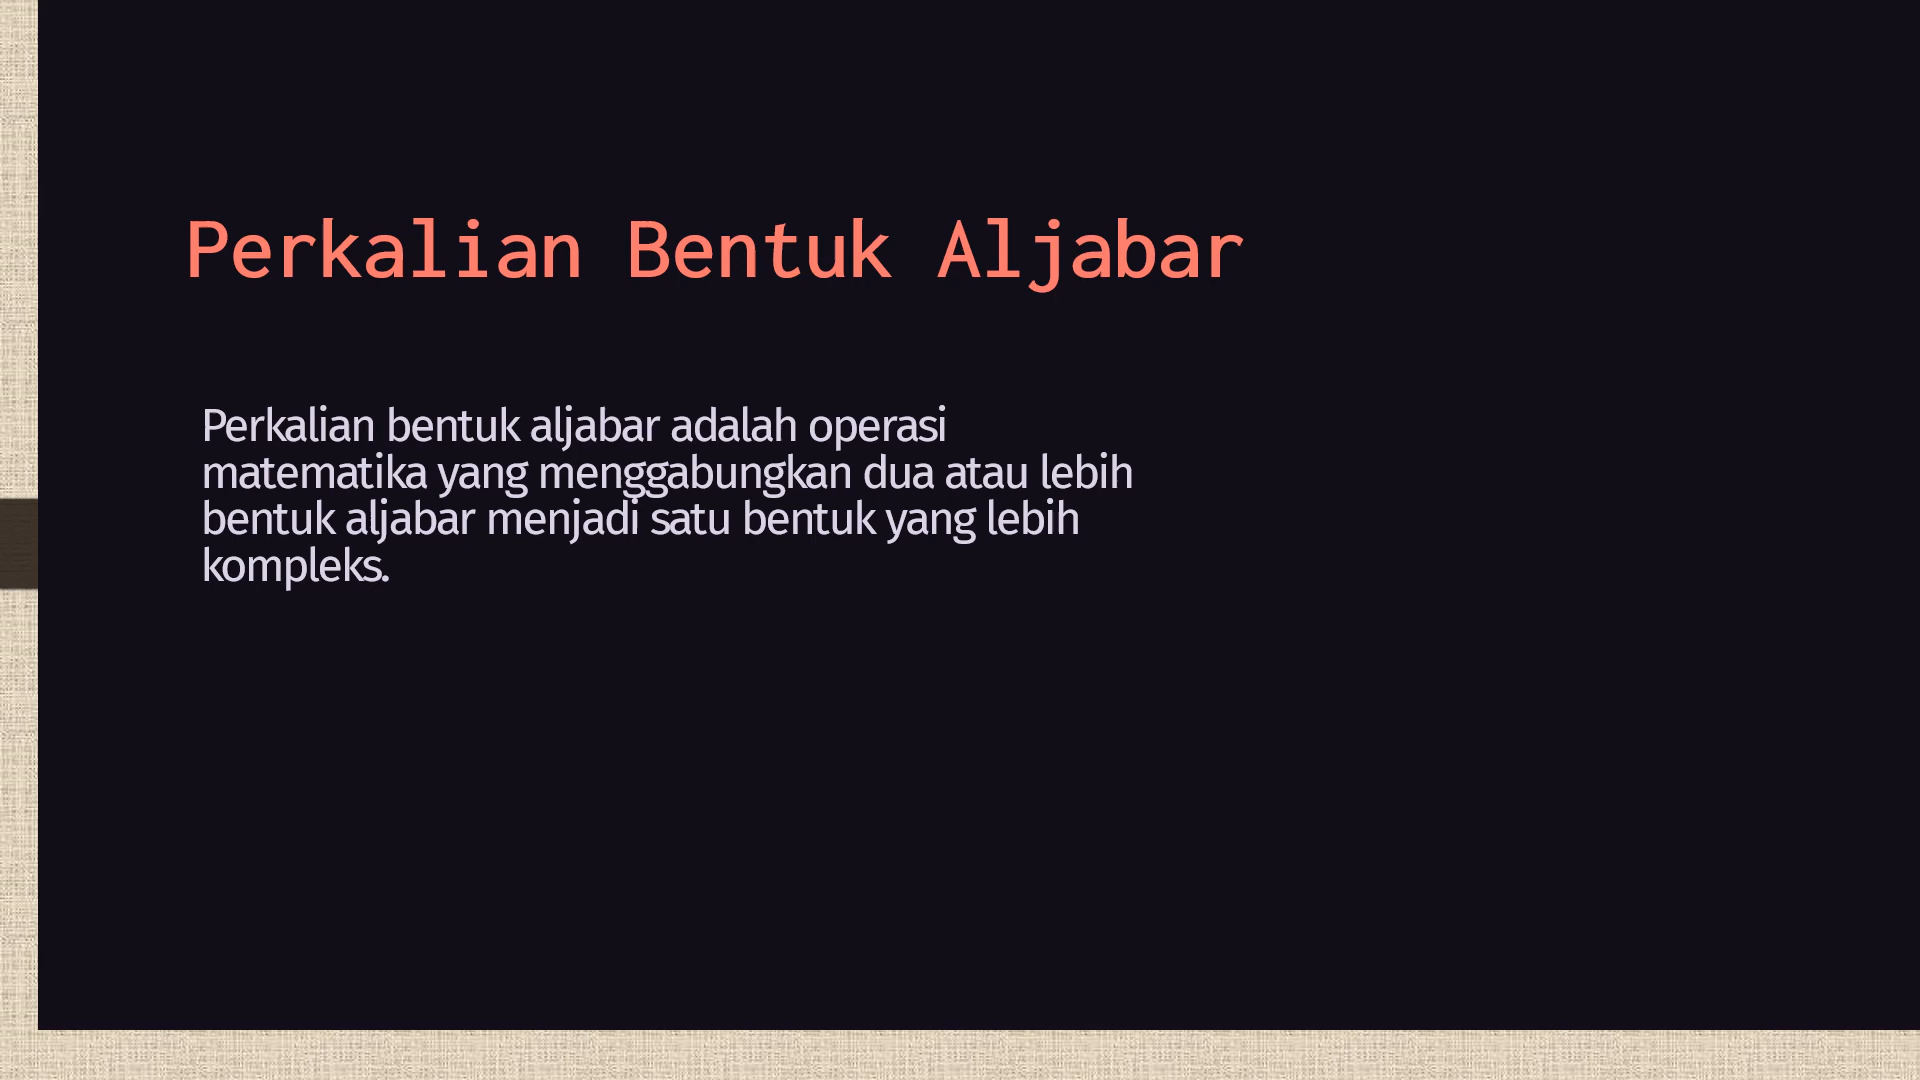 Perkalian Bentuk Aljabar
Perkalian bentuk aljabar adalah operasi
matematika yang menggabungkan dua atau lebih
bentuk aljabar menjadi satu bentuk yang lebih
kompleks.